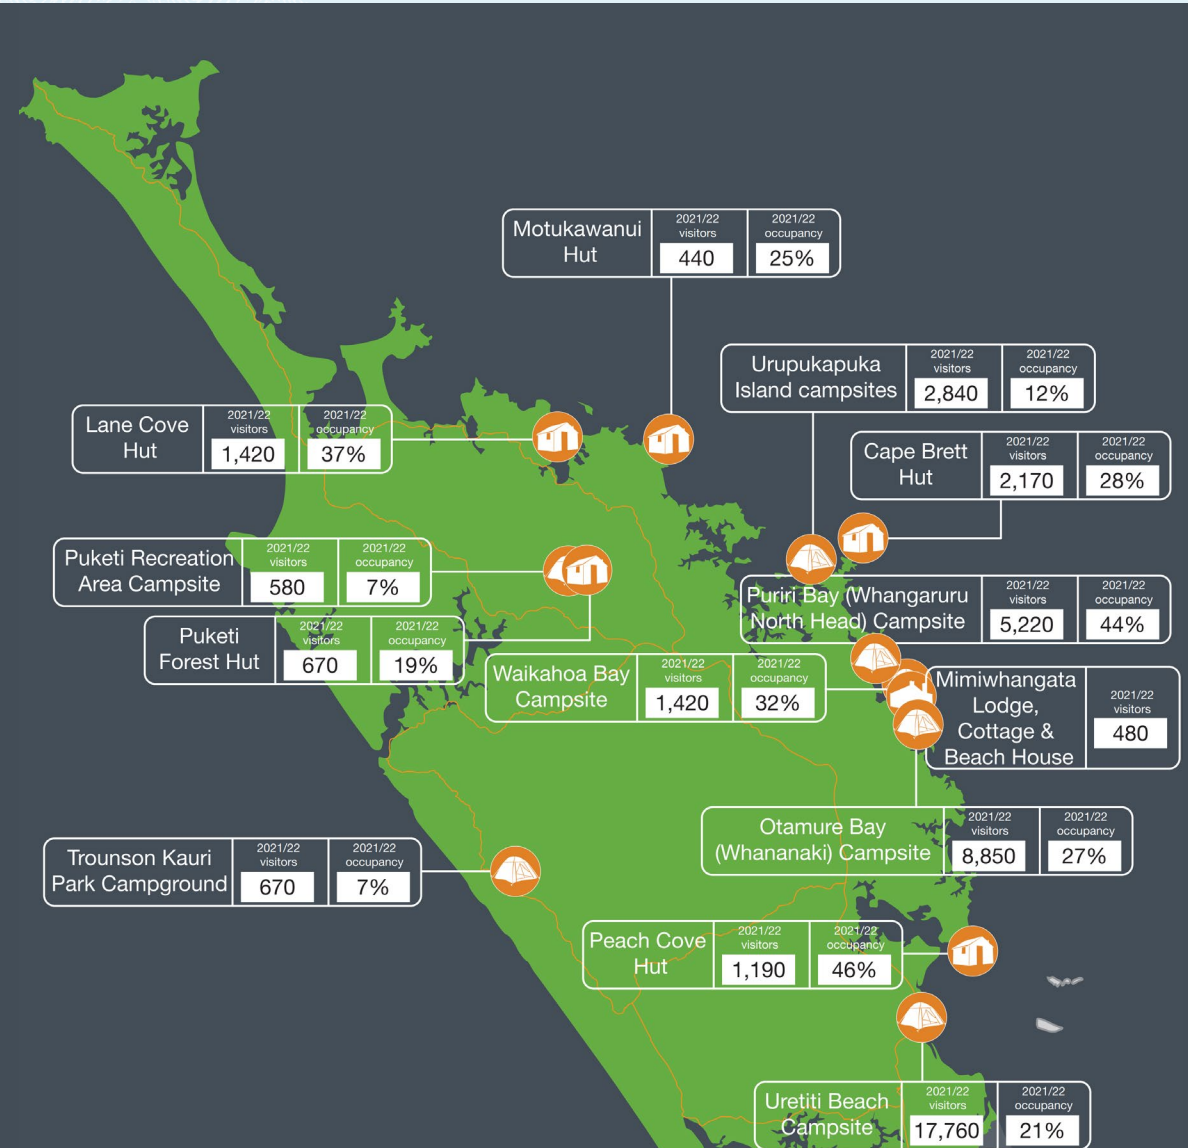 Motukawanui
Hut
2021/22
visitors
440
2021/22
occupancy
25%
Urupukapuka
Island campsites
2021/22
visitors
2,840
2021/22
occupancy
12%
Lane Cove
Hut
2021/22
visitors
1,420
2021/22
occupancy
37%
Cape Brett
Hut
2021/22
visitors
2,170
2021/22
occupancy
28%
Puketi Recreation
Area Campsite
2021/22
visitors
580
2021/22
occupancy
7%
Puriri Bay (Whangaruru
North Head) Campsite
2021/22
visitors
5,220
2021/22
occupancy
44%
Puketi
Forest Hut
2021/22
visitors
670
2021/22
occupancy
19%
Waikahoa Bay
Campsite
2021/22
visitors
1,420
2021/22
occupancy
32%
Mimiwhangata
Lodge,
Cottage &
Beach House
2021/22
visitors
480
Otamure Bay
(Whananaki) Campsite
2021/22
visitors
8,850
2021/22
occupancy
27%
Trounson Kauri
Park Campground
2021/22
visitors
670
2021/22
occupancy
7%
Peach Cove
Hut
2021/22
visitors
1,190
2021/22
occupancy
46%
Uretiti Beach
Campsite
2021/22
visitors
17,760
2021/22
occupancy
21%